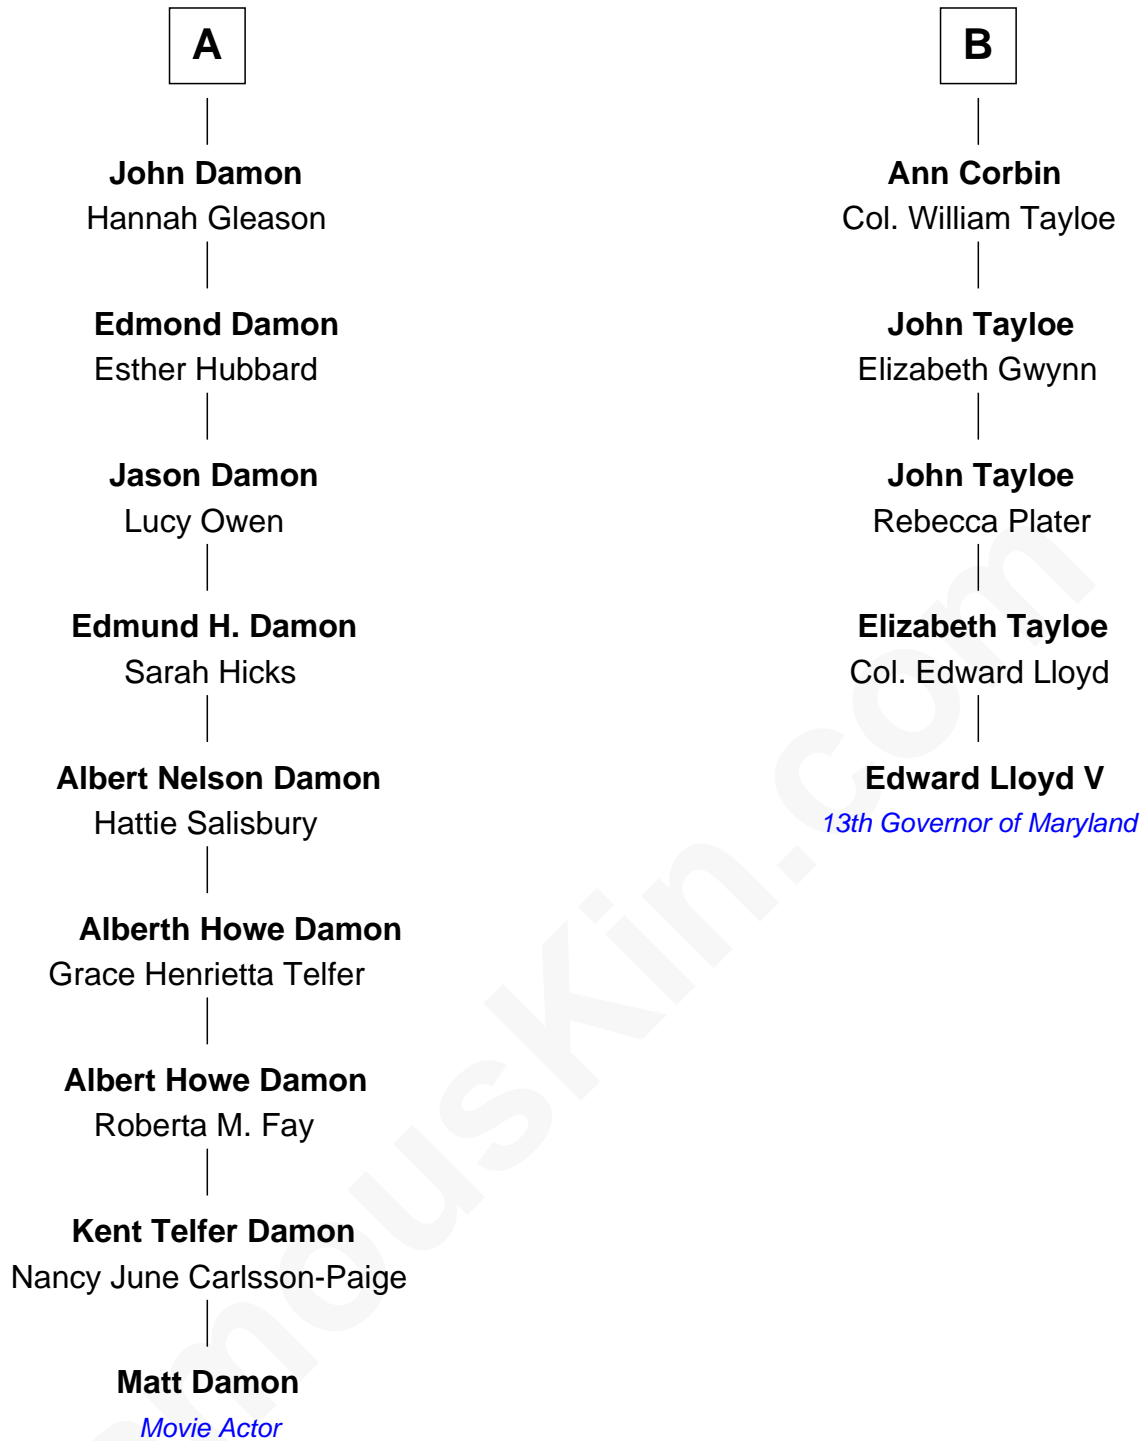 A
John Damon
Hannah Gleason
Edmond Damon
Esther Hubbard
Jason Damon
Lucy Owen
Edmund H. Damon
Sarah Hicks
Albert Nelson Damon
Hattie Salisbury
Alberth Howe Damon
Grace Henrietta Telfer
Albert Howe Damon
Roberta M. Fay
Kent Telfer Damon
Nancy June Carlsson-Paige
Matt Damon
Movie Actor
B
Ann Corbin
Col. William Tayloe
John Tayloe
Elizabeth Gwynn
John Tayloe
Rebecca Plater
Elizabeth Tayloe
Col. Edward Lloyd
Edward Lloyd V
13th Governor of Maryland
mousKin.com